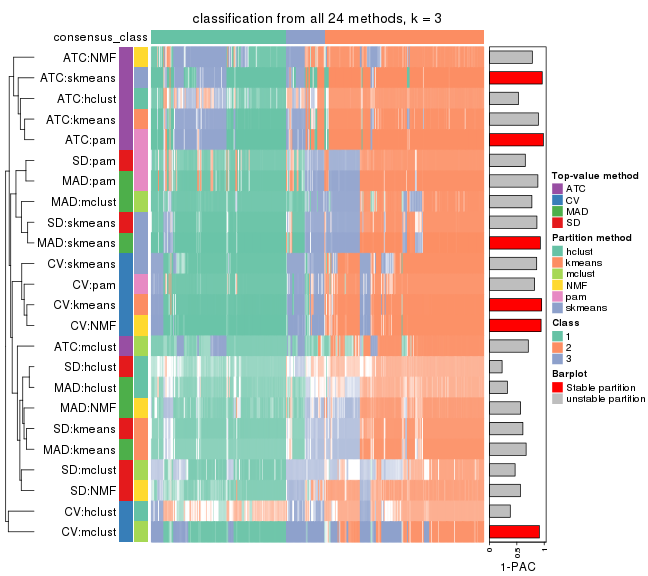 classification from all 24 methods, k = 3
consensus_class
ATC:NMF
ATC:skmeans
ATC:hclust
ATC:kmeans
ATC:pam
SD:pam
MAD:pam
MAD:mclust
SD:skmeans
MAD:skmeans
CV:skmeans
CV:pam
CV:kmeans
CV:NMF
ATC:mclust
SD:hclust
MAD:hclust
MAD:NMF
SD:kmeans
MAD:kmeans
SD:mclust
SD:NMF
CV:hclust
CV:mclust
0
0.5
1
1-PAC
Top-value method
ATC
CV
MAD
SD
Partition method
hclust
kmeans
mclust
NMF
pam
skmeans
Class
1
2
3
Barplot
Stable partition
unstable partition